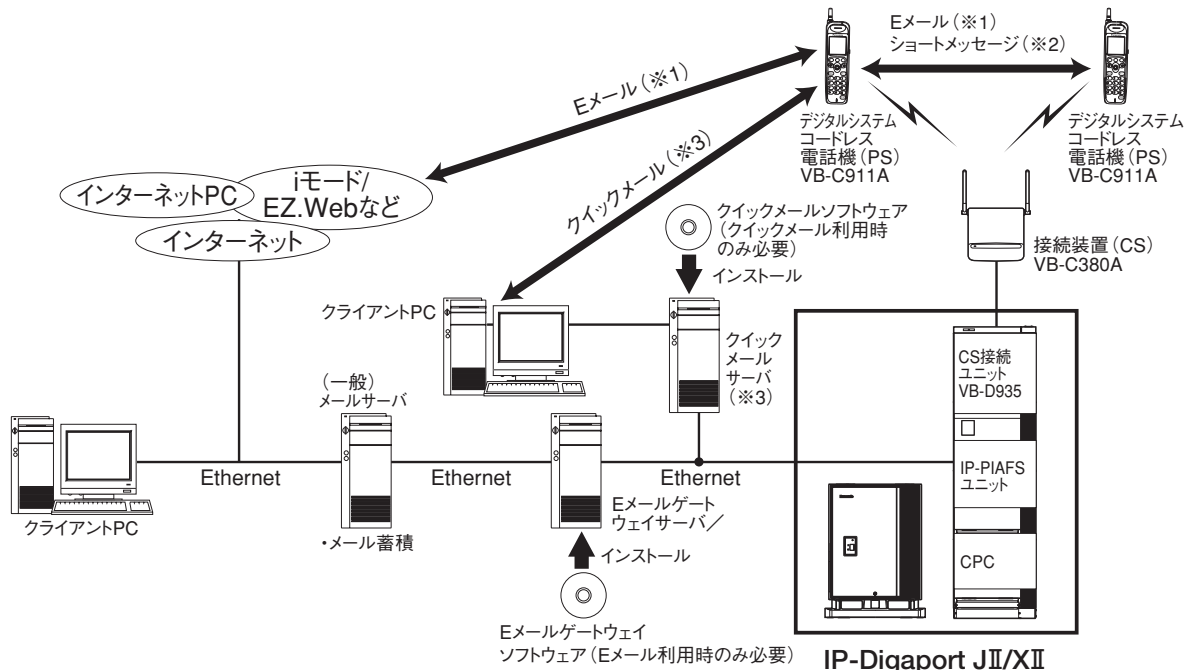 Eメール(※1)
ショートメッセージ(※2)
Eメール(※1)
クイックメール(※3)
デジタルシステム
コードレス
電話機(PS)
VB-C911A
デジタルシステム
コードレス
電話機(PS)
VB-C911A
インターネットPC
iモード/
EZ.Webなど
インターネット
クイックメールソフトウェア
(クイックメール利用時
のみ必要)
インストール
接続装置(CS)
VB-C380A
クライアントPC
クイック
メール
サーバ
(※3)
CS接続
ユニット
VB-D935
(一般)
メールサーバ
Ethernet
Ethernet
Ethernet
IP-PIAFS
ユニット
クライアントPC
・メール蓄積
Eメールゲート
ウェイサーバ/
インストール
CPC
Eメールゲートウェイ
ソフトウェア(Eメール利用時のみ必要)
IP-Digaport JⅡ/XⅡ